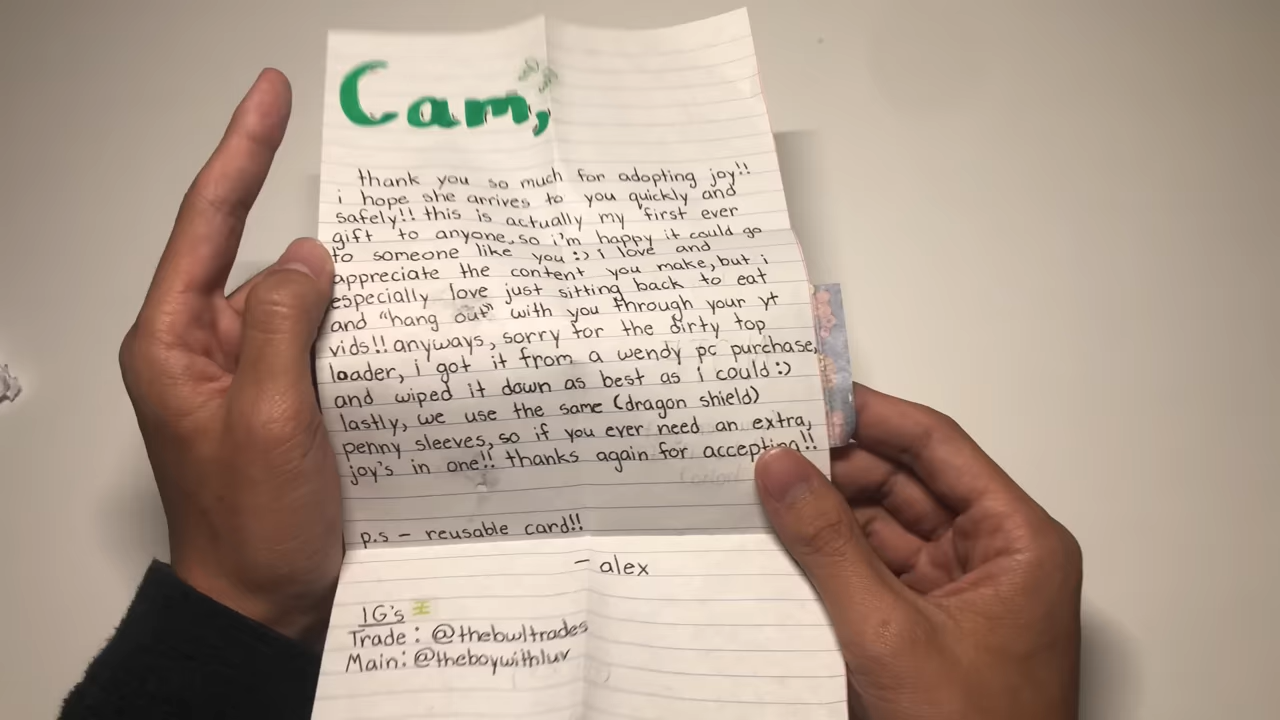 Cam,
thank you so much for adopting joy!!
i hope she arrives to you quickly and
safely!! this is actually my first ever
gift to anyone, so i'm happy it could go
to someone like you :) i love and
appreciate the content you make, but i
especially love just sitting back to eat
and "hang out" with you through your yt
vids!! anyways, sorry for the dirty top
loader, i got it from a wendy pc purchase,
and wiped it down as best as i could :)
lastly, we use the same (dragon shield)
penny sleeves, so if you ever need an extra,
joy's in one!! thanks again for accepting!!
p.s - reusable card!!
- alex
IG's
Trade: @thebwltrades
Main: @theboywithluv